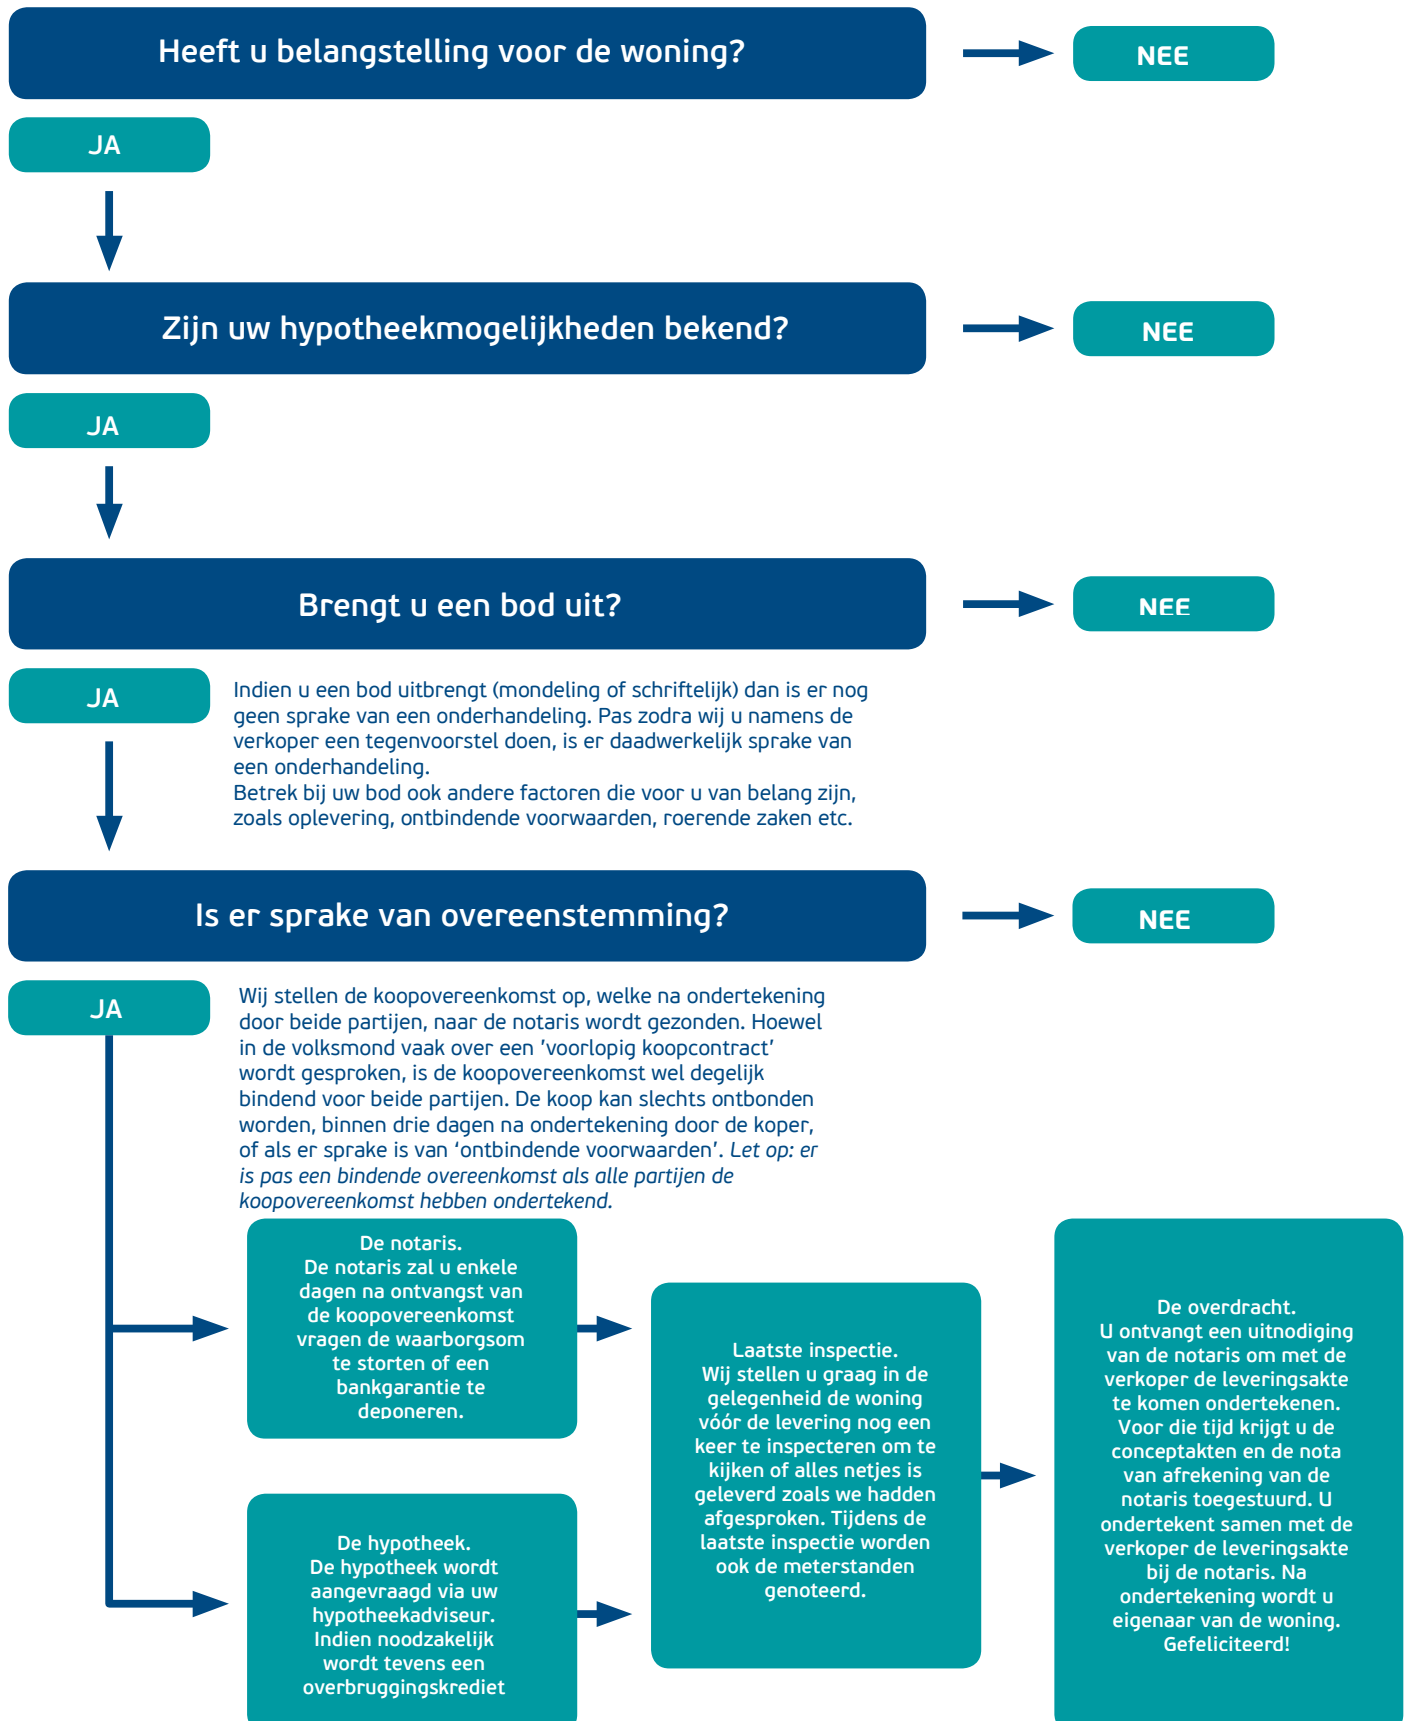 Heeft u belangstelling voor de woning?
NEE
JA
Zijn uw hypotheekmogelijkheden bekend?
NEE
JA
Brengt u een bod uit?
NEE
JA
Indien u een bod uitbrengt (mondeling of schriftelijk) dan is er nog
geen sprake van een onderhandeling. Pas zodra wij u namens de
verkoper een tegenvoorstel doen, is er daadwerkelijk sprake van
een onderhandeling.
Betrek bij uw bod ook andere factoren die voor u van belang zijn,
zoals oplevering, ontbindende voorwaarden, roerende zaken etc.
Is er sprake van overeenstemming?
NEE
JA
Wij stellen de koopovereenkomst op, welke na ondertekening
door beide partijen, naar de notaris wordt gezonden. Hoewel
in de volksmond vaak over een ’voorlopig koopcontract’
wordt gesproken, is de koopovereenkomst wel degelijk
bindend voor beide partijen. De koop kan slechts ontbonden
worden, binnen drie dagen na ondertekening door de koper,
of als er sprake is van ‘ontbindende voorwaarden’. Let op: er
is pas een bindende overeenkomst als alle partijen de
koopovereenkomst hebben ondertekend.
De notaris.
De notaris zal u enkele
dagen na ontvangst van
de koopovereenkomst
vragen de waarborgsom
te storten of een
bankgarantie te
deponeren.
De hypotheek.
De hypotheek wordt
aangevraagd via uw
hypotheekadviseur.
Indien noodzakelijk
wordt tevens een
overbruggingskrediet
Laatste inspectie.
Wij stellen u graag in de
gelegenheid de woning
vóór de levering nog een
keer te inspecteren om te
kijken of alles netjes is
geleverd zoals we hadden
afgesproken. Tijdens de
laatste inspectie worden
ook de meterstanden
genoteerd.
De overdracht.
U ontvangt een uitnodiging
van de notaris om met de
verkoper de leveringsakte
te komen ondertekenen.
Voor die tijd krijgt u de
conceptakten en de nota
van afrekening van de
notaris toegestuurd. U
ondertekent samen met de
verkoper de leveringsakte
bij de notaris. Na
ondertekening wordt u
eigenaar van de woning.
Gefeliciteerd!